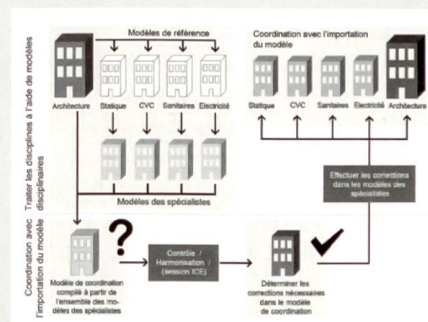 Traiter les disciplines à l'aide de modèles
disciplinaires
Modèles de référence
Architecture
Statique
CVC
Sanitaires
Electricité
Modèles des spécialistes
Coordination avec l'importation
du modèle
Statique
CVC
Sanitaires
Electricité
Architecture
Effectuer les corrections
dans les modèles des
spécialistes
Coordination avec
l'importation du modèle
?
Modèle de coordination
compilé à partir de
l'ensemble des mo-
dèles des spécialistes
Contrôle /
Harmonisation /
(session ICE)
Déterminer les
corrections nécessaires
dans le modèle
de coordination